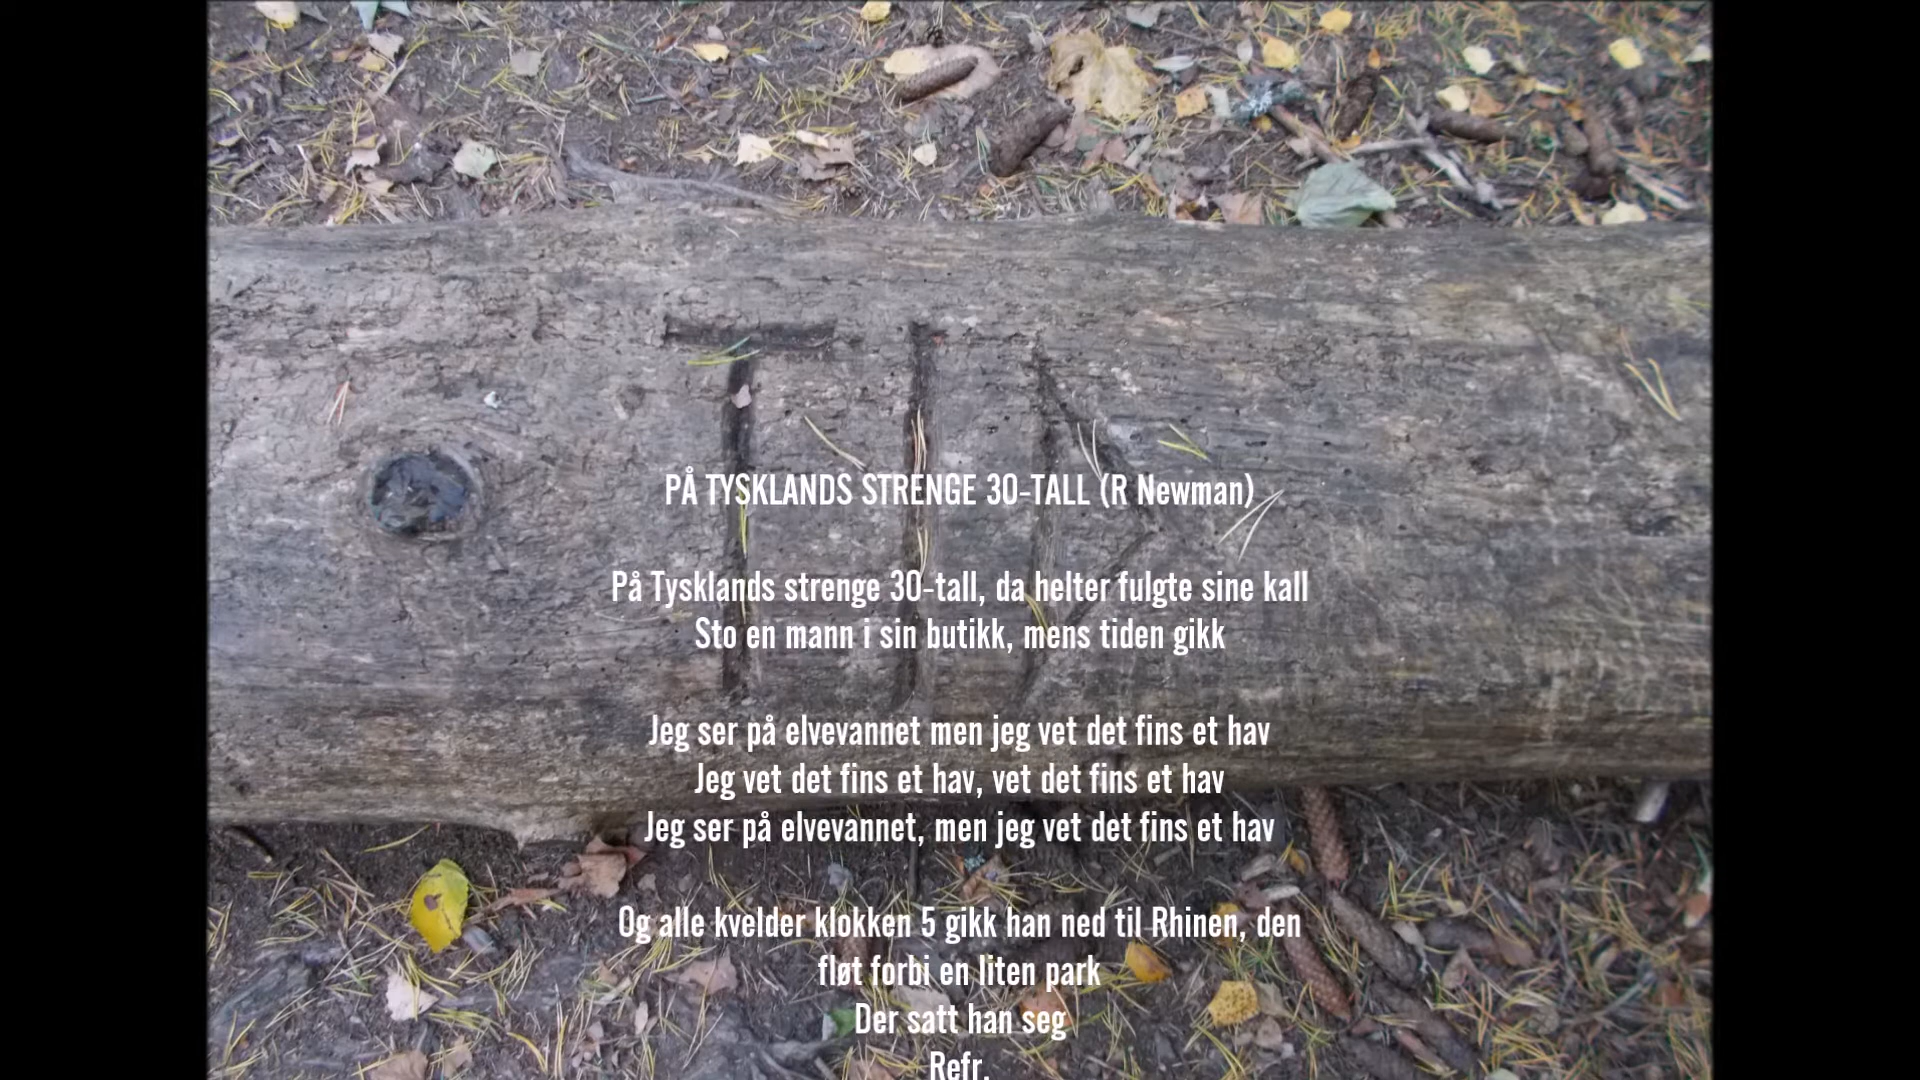 PÅ TYSKLANDS STRENGE 30-TALL (R Newman)
På Tysklands strenge 30-tall, da helter fulgte sine kall
Sto en mann i sin butikk, mens tiden gikk
Jeg ser på elvevannet men jeg vet det fins et hav
Jeg vet det fins et hav, vet det fins et hav
Jeg ser på elvevannet, men jeg vet det fins et hav
Og alle kvelder klokken 5 gikk han ned til Rhinen, den
fløt forbi en liten park
Der satt han seg
Refr.